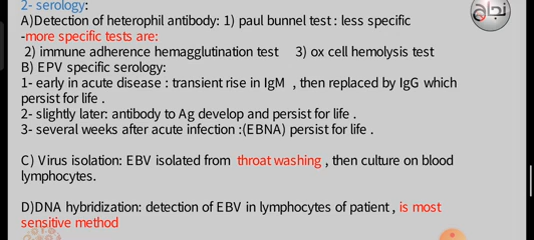 2- serology:
A)Detection of heterophil antibody: 1) paul bunnel test : less specific
-more specific tests are:
2) immune adherence hemagglutination test 3) ox cell hemolysis test
B) EPV specific serology:
1- early in acute disease : transient rise in IgM , then replaced by IgG which
persist for life .
2- slightly later: antibody to Ag develop and persist for life .
3- several weeks after acute infection :(EBNA) persist for life .
C) Virus isolation: EBV isolated from throat washing , then culture on blood
lymphocytes.
D)DNA hybridization: detection of EBV in lymphocytes of patient , is most
sensitive method
نجاح